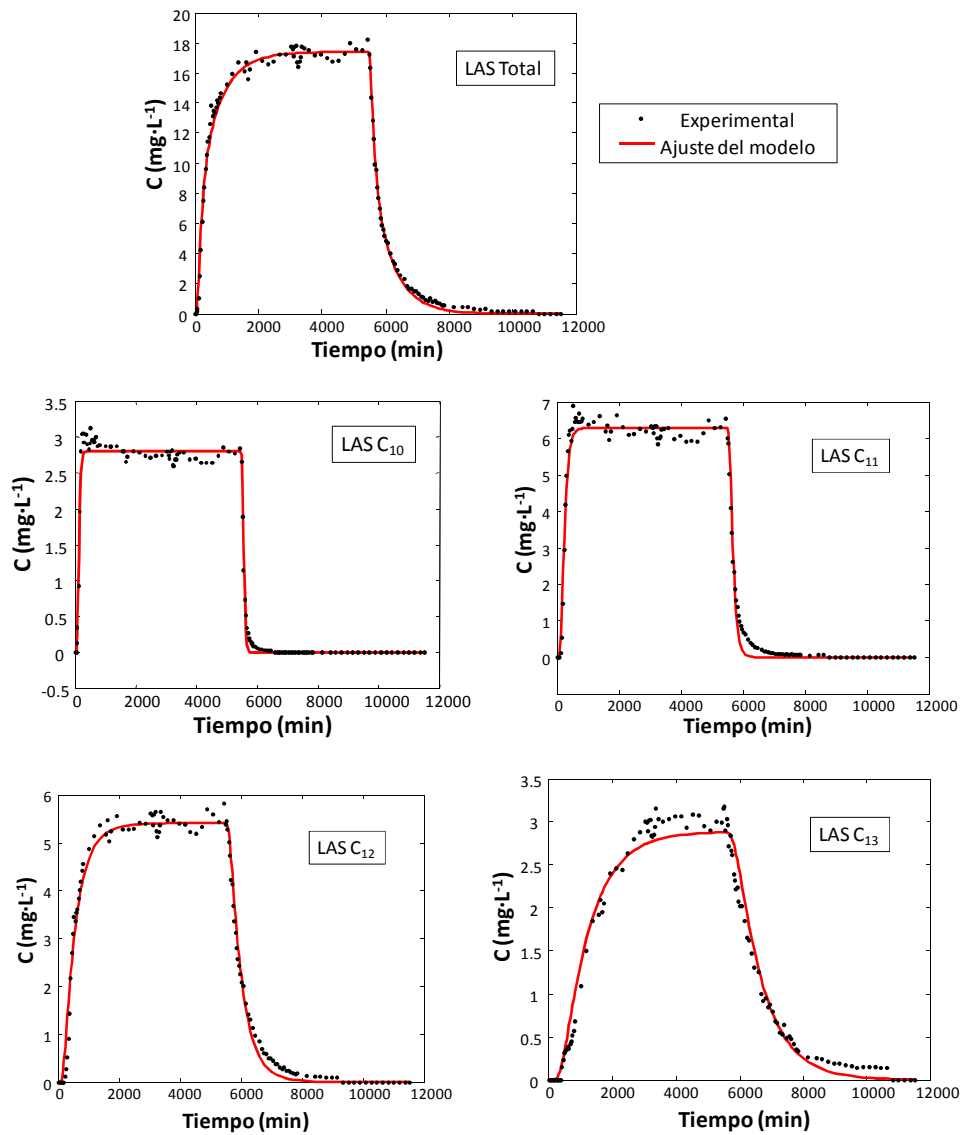 20
18
16
14
12
10
8
6
4
2
0
C (mg·L-1)
LAS Total
0 2000 4000 6000 8000 10000 12000
Tiempo (min)
Experimental
Ajuste del modelo
3.5
3
2.5
2
1.5
1
0.5
0
-0.5
C (mg·L-1)
LAS C10
0 2000 4000 6000 8000 10000 12000
Tiempo (min)
7
6
5
4
3
2
1
0
C (mg·L-1)
LAS C11
0 2000 4000 6000 8000 10000 12000
Tiempo (min)
6
5
4
3
2
1
0
C (mg·L-1)
LAS C12
0 2000 4000 6000 8000 10000 12000
Tiempo (min)
3.5
3
2.5
2
1.5
1
0.5
0
C (mg·L-1)
LAS C13
0 2000 4000 6000 8000 10000 12000
Tiempo (min)